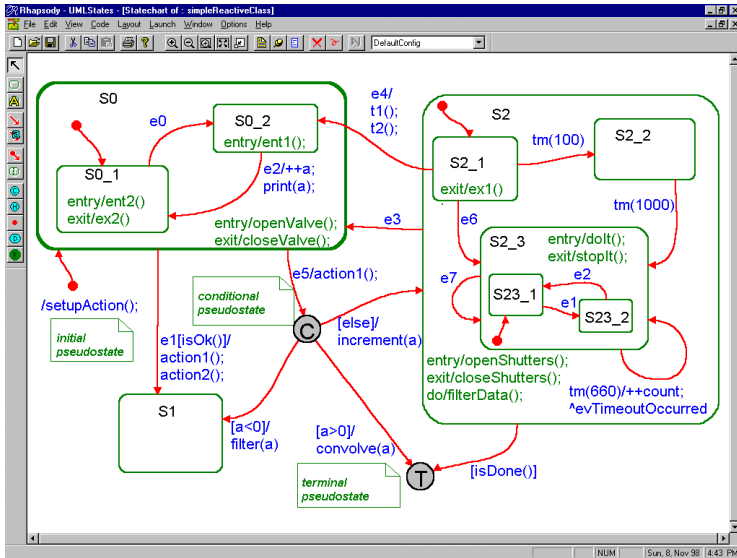 Rhapsody - UMLStates - [Statechart of : simpleReactiveClass]
File Edit View Code Layout Launch Window Options Help
DefaultConfig
S0
e0
S0_2
entry/ent1();
S0_1
entry/ent2()
exit/ex2()
e2/++a;
print(a);
entry/openValve();
exit/closeValve();
e4/
t1();
t2();
S2
S2_1
exit/ex1()
tm(100)
S2_2
tm(1000)
e3
e6
S2_3
entry/doIt();
exit/stopIt;
e7
e2
S23_1
e1
S23_2
entry/openShutters();
exit/closeShutters();
do/filterData();
tm(660)/++count;
^evTimeoutOccurred
/setupAction();
initial
pseudostate
e5/action1();
conditional
pseudostate
C
[else]/
increment(a)
e1[isOk()]/
action1();
action2();
S1
[a<0]/
filter(a)
[a>0]/
convolve(a)
terminal
pseudostate
T
[isDone()]
NUM
Sun, 8, Nov 98
4:43 PM